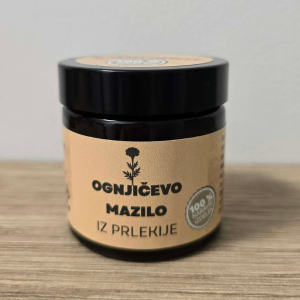 OGNJIČEVO
MAZILO
IZ PRLEKIJE
100 %